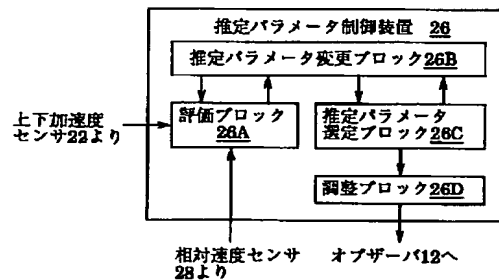 推定パラメータ制御装置 26
推定パラメータ変更ブロック26B
上下加速度
センサ22より
評価ブロック
26A
推定パラメータ
選定ブロック26C
調整ブロック26D
相対速度センサ
28より
オブザーバ12へ